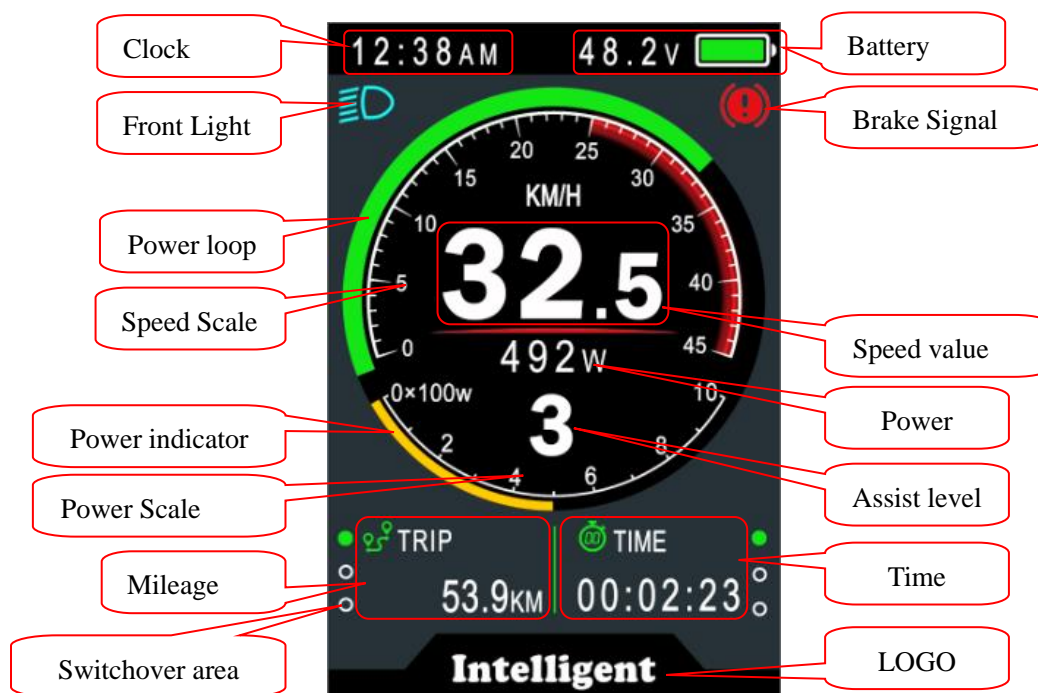 Clock
12:38AM
48.2V
Battery
Front Light
Brake Signal
20
25
15
30
KM/H
10
35
Power loop
32.5
5
40
Speed Scale
0
45
492W
Speed value
0×100w
10
Power
3
Power indicator
2
8
4
6
Power Scale
Assist level
TRIP
00
TIME
Mileage
Time
53.9KM
00:02:23
Switchover area
Intelligent
LOGO